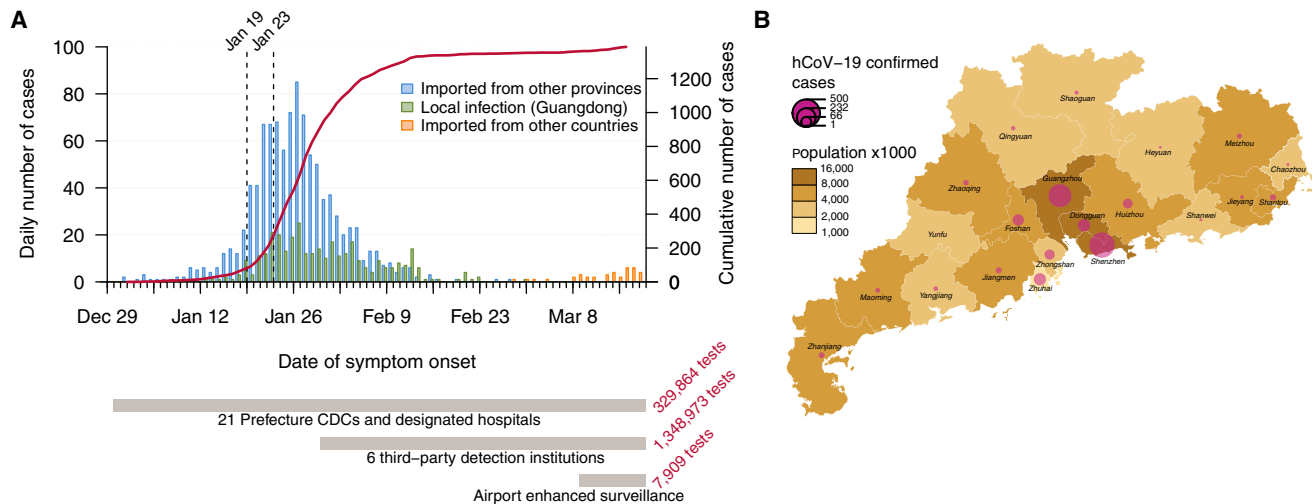 A
Jan 19
Jan 23
Daily number of cases
100
80
60
40
20
0
Imported from other provinces
Local infection (Guangdong)
Imported from other countries
1200
1000
800
600
400
200
0
Cumulative number of cases
Dec 29
Jan 12
Jan 26
Feb 9
Feb 23
Mar 8
Date of symptom onset
329,864 tests
21 Prefecture CDCs and designated hospitals
1,348,973 tests
6 third−party detection institutions
7,909 tests
Airport enhanced surveillance
B
hCoV−19 confirmed
cases
500
232
66
1
Population x1000
16,000
8,000
4,000
2,000
1,000
Shaoguan
Qingyuan
Heyuan
Meizhou
Chaozhou
Guangzhou
Zhaoqing
Jieyang
Shantou
Dongguan
Huizhou
Shanwei
Foshan
Yunfu
Zhongshan
Shenzhen
Jiangmen
Zhuhai
Maoming
Yangjiang
Zhanjiang